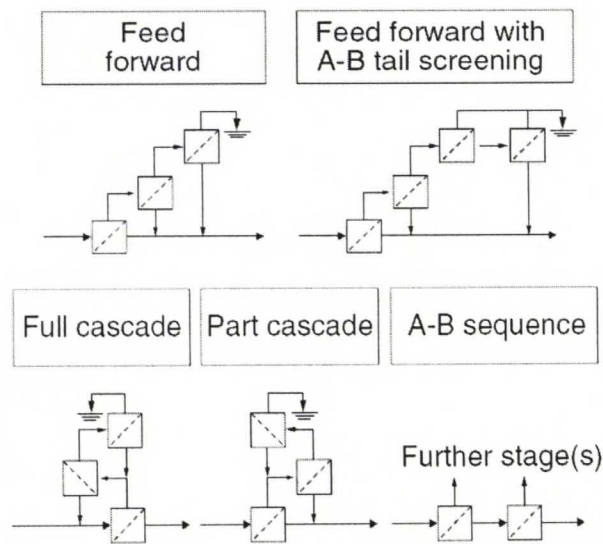 Feed
forward
Feed forward with
A-B tail screening
Full cascade
Part cascade
A-B sequence
Further stage(s)